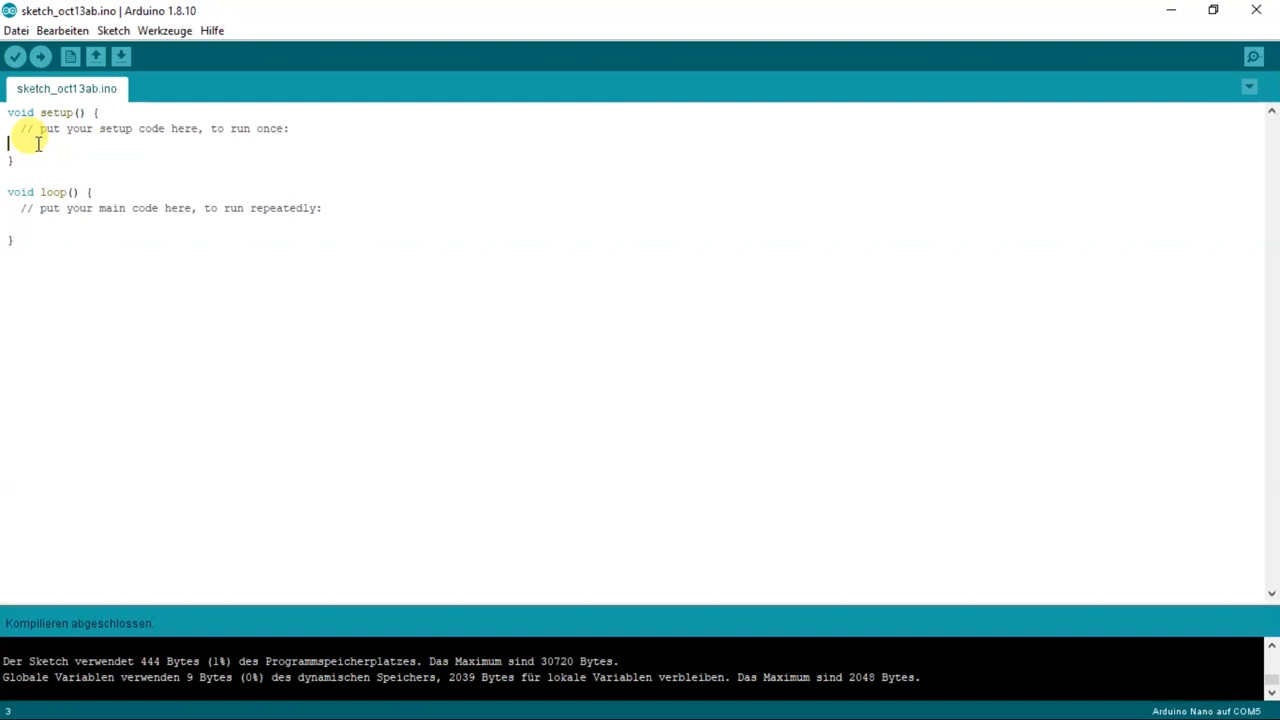 sketch_oct13ab.ino | Arduino 1.8.10
Datei Bearbeiten Sketch Werkzeuge Hilfe
sketch_oct13ab.ino
void setup() {
// put your setup code here, to run once:
}
void loop() {
// put your main code here, to run repeatedly:
}
Kompilieren abgeschlossen.
Der Sketch verwendet 444 Bytes (1%) des Programmspeicherplatzes. Das Maximum sind 30720 Bytes.
Globale Variablen verwenden 9 Bytes (0%) des dynamischen Speichers, 2039 Bytes für lokale Variablen verbleiben. Das Maximum sind 2048 Bytes.
3 Arduino Nano auf COM5